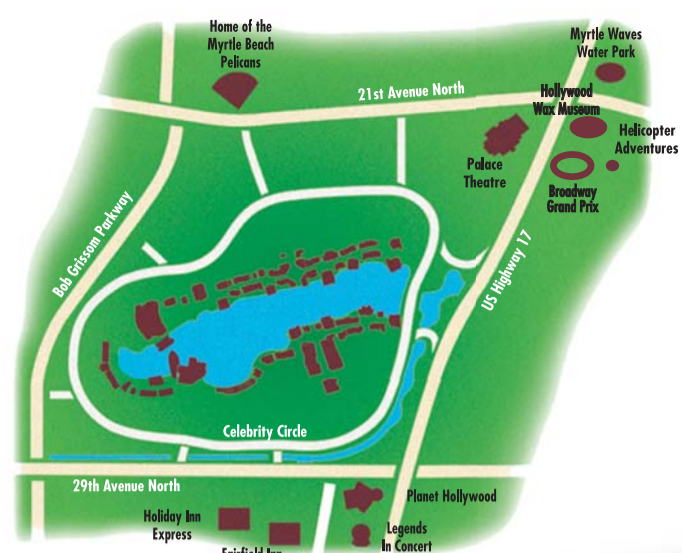 Home of the
Myrtle Beach
Pelicans
Myrtle Waves
Water Park
21st Avenue North
Hollywood
Wax Museum
Helicopter
Adventures
Palace
Theatre
Broadway
Grand Prix
Bob Grissom Parkway
US Highway 17
Celebrity Circle
29th Avenue North
Planet Hollywood
Holiday Inn
Express
Legends
In Concert
Fairfield Inn